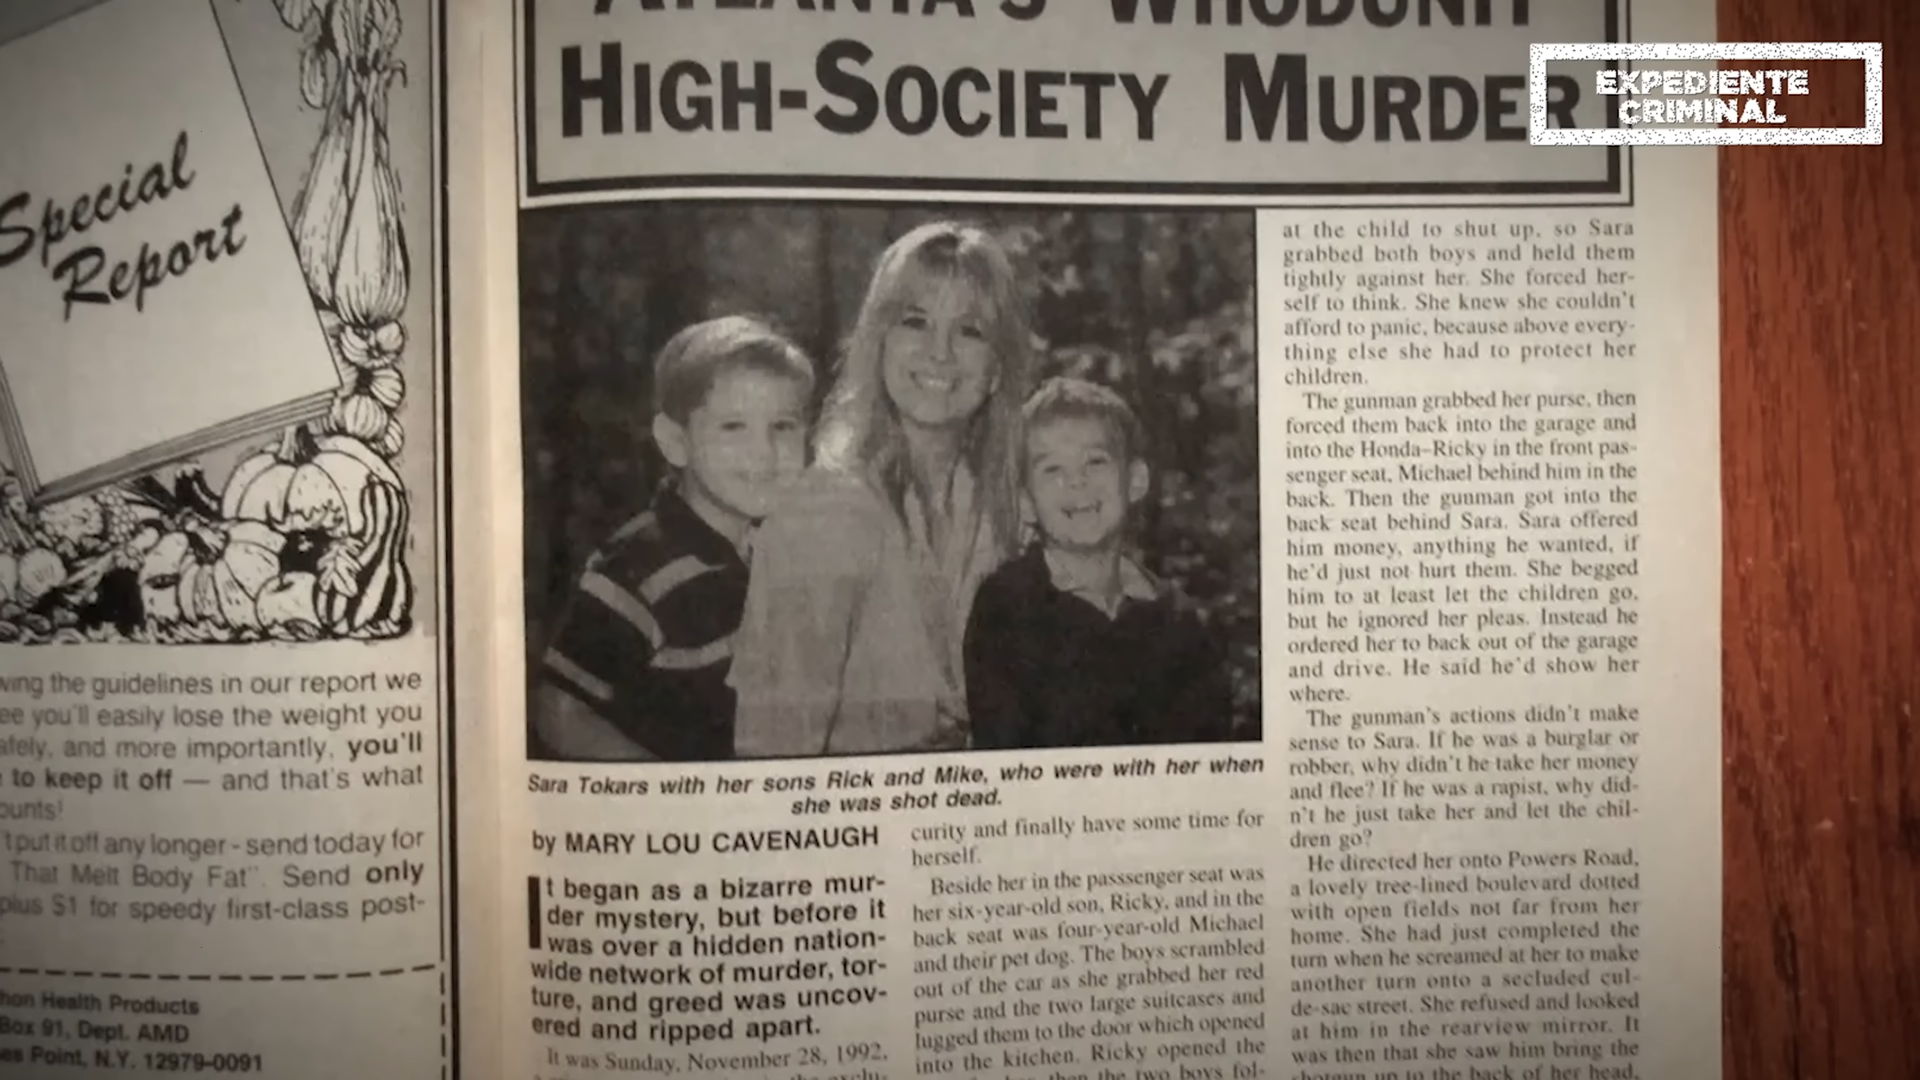 ATLANTA'S WHODUNIT
HIGH-SOCIETY MURDER
EXPEDIENTE
CRIMINAL
Special
Report
guidelines in our report we
you'll easily lose the weight you
and more importantly, you'll
to keep it off — and that's what
put it off any longer - send today for
That Melt Body Fat". Send only
plus $1 for speedy first-class post-
Health Products
Box 91, Dept. AMD
Point, N.Y. 12979-0091
Sara Tokars with her sons Rick and Mike, who were with her when
she was shot dead.
by MARY LOU CAVENAUGH
It began as a bizarre mur-
der mystery, but before it
was over a hidden nation-
wide network of murder, tor-
ture, and greed was uncov-
ered and ripped apart.
It was Sunday, November 28, 1992,
curity and finally have some time for
herself.
Beside her in the passsenger seat was
her six-year-old son, Ricky, and in the
back seat was four-year-old Michael
and their pet dog. The boys scrambled
out of the car as she grabbed her red
purse and the two large suitcases and
lugged them to the door which opened
into the kitchen. Ricky opened the
then the two boys fol-
at the child to shut up, so Sara
grabbed both boys and held them
tightly against her. She forced her-
self to think. She knew she couldn't
afford to panic, because above every-
thing else she had to protect her
children.
The gunman grabbed her purse, then
forced them back into the garage and
into the Honda–Ricky in the front pas-
senger seat, Michael behind him in the
back. Then the gunman got into the
back seat behind Sara. Sara offered
him money, anything he wanted, if
he'd just not hurt them. She begged
him to at least let the children go,
but he ignored her pleas. Instead he
ordered her to back out of the garage
and drive. He said he'd show her
where.
The gunman's actions didn't make
sense to Sara. If he was a burglar or
robber, why didn't he take her money
and flee? If he was a rapist, why did-
n't he just take her and let the chil-
dren go?
He directed her onto Powers Road,
a lovely tree-lined boulevard dotted
with open fields not far from her
home. She had just completed the
turn when he screamed at her to make
another turn onto a secluded cul-
de-sac street. She refused and looked
at him in the rearview mirror. It
was then that she saw him bring the
shotgun up to the back of her head,